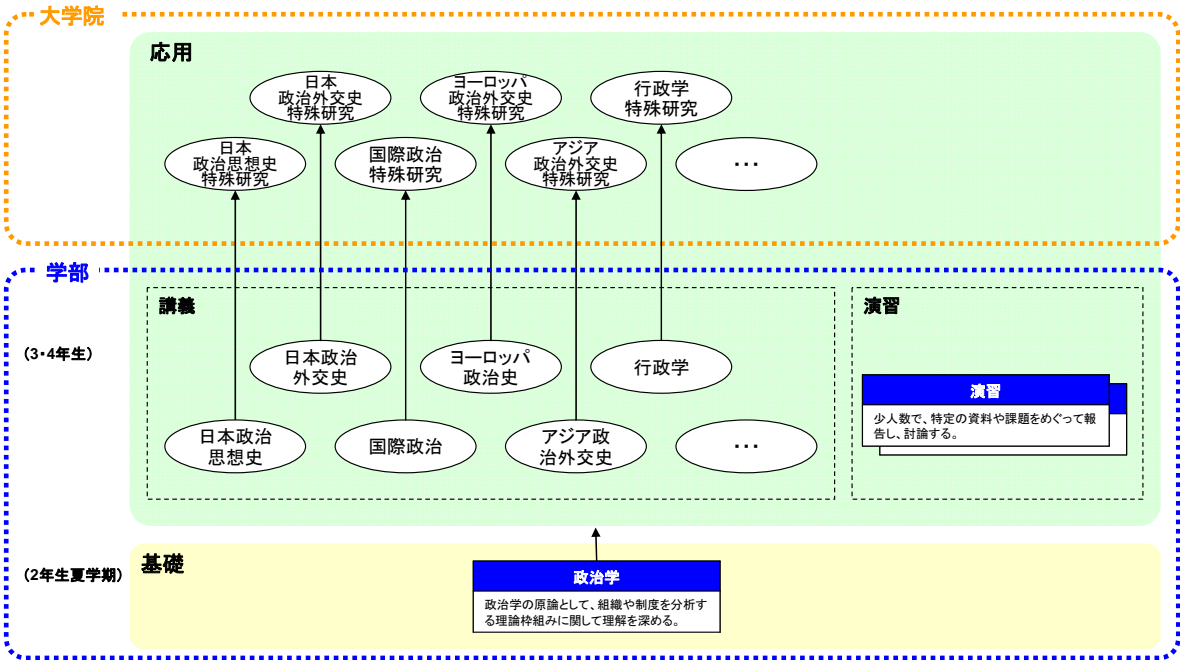 大学院
応用
日本
政治外交史
特殊研究
ヨーロッパ
政治外交史
特殊研究
行政学
特殊研究
日本
政治思想史
特殊研究
国際政治
特殊研究
アジア
政治外交史
特殊研究
･･･
学部
講義
演習
（3・4年生）
日本政治
外交史
ヨーロッパ
政治史
行政学
演習
少人数で、特定の資料や課題をめぐって報
告し、討論する。
日本政治
思想史
国際政治
アジア政
治外交史
･･･
（2年生夏学期）
基礎
政治学
政治学の原論として、組織や制度を分析す
る理論枠組みに関して理解を深める。